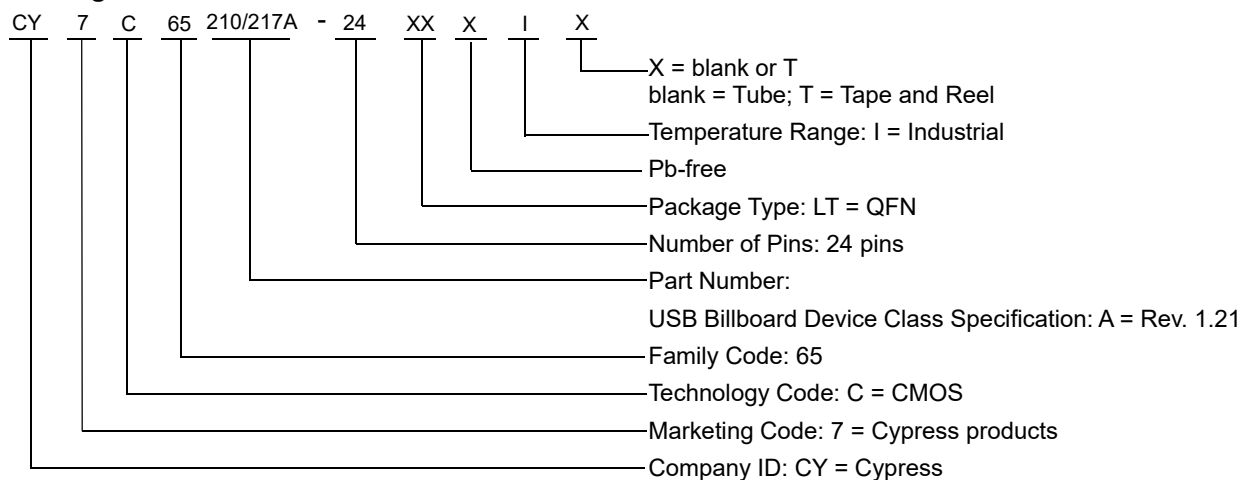 CY 7 C 65 210/217A - 24 XX X I X
X = blank or T
blank = Tube; T = Tape and Reel
Temperature Range: I = Industrial
Pb-free
Package Type: LT = QFN
Number of Pins: 24 pins
Part Number:
USB Billboard Device Class Specification: A = Rev. 1.21
Family Code: 65
Technology Code: C = CMOS
Marketing Code: 7 = Cypress products
Company ID: CY = Cypress